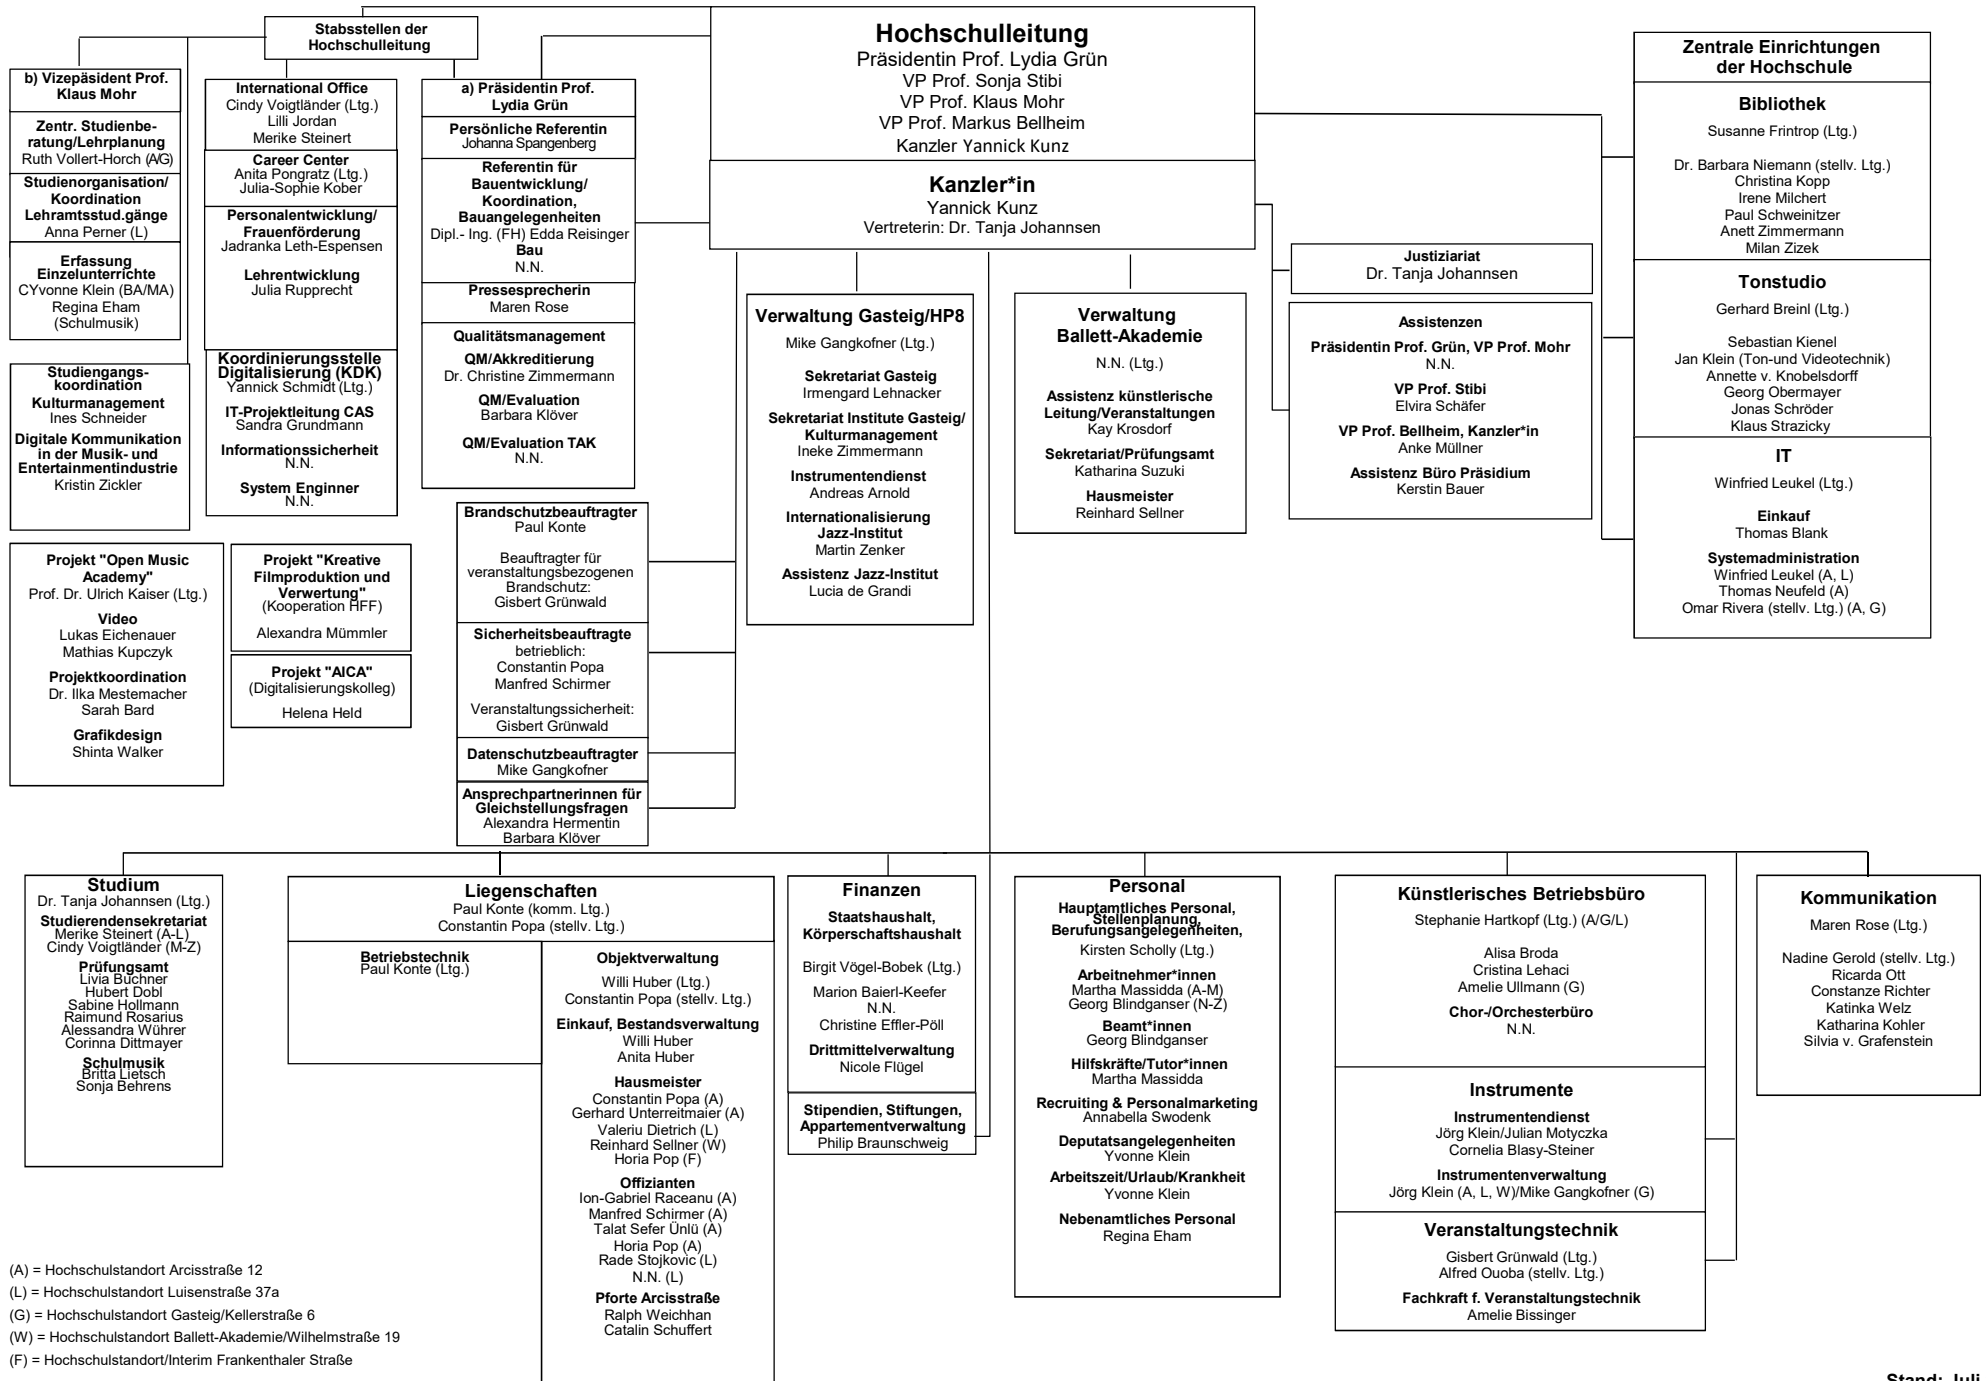 Stabsstellen der
Hochschulleitung
Hochschulleitung
Präsidentin Prof. Lydia Grün
VP Prof. Sonja Stibi
VP Prof. Klaus Mohr
VP Prof. Markus Bellheim
Kanzler Yannick Kunz
Kanzler*in
Yannick Kunz
Vertreterin: Dr. Tanja Johannsen
b) Vizepäsident Prof.
Klaus Mohr
Zentr. Studienbe-
ratung/Lehrplanung
Ruth Vollert-Horch (A/G)
Studienorganisation/
Koordination
Lehramtsstud.gänge
Anna Perner (L)
Erfassung
Einzelunterrichte
CYvonne Klein (BA/MA)
Regina Eham
(Schulmusik)
Studiengangs-
koordination
Kulturmanagement
Ines Schneider
Digitale Kommunikation
in der Musik- und
Entertainmentindustrie
Kristin Zickler
International Office
Cindy Voigtländer (Ltg.)
Lilli Jordan
Merike Steinert
Career Center
Anita Pongratz (Ltg.)
Julia-Sophie Kober
Personalentwicklung/
Frauenförderung
Jadranka Leth-Espensen
Lehrentwicklung
Julia Rupprecht
Koordinierungsstelle
Digitalisierung (KDK)
Yannick Schmidt (Ltg.)
IT-Projektleitung CAS
Sandra Grundmann
Informationssicherheit
N.N.
System Enginner
N.N.
a) Präsidentin Prof.
Lydia Grün
Persönliche Referentin
Johanna Spangenberg
Referentin für
Bauentwicklung/
Koordination,
Bauangelegenheiten
Dipl.- Ing. (FH) Edda Reisinger
Bau
N.N.
Pressesprecherin
Maren Rose
Qualitätsmanagement
QM/Akkreditierung
Dr. Christine Zimmermann
QM/Evaluation
Barbara Klöver
QM/Evaluation TAK
N.N.
Brandschutzbeauftragter
Paul Konte
Beauftragter für
veranstaltungsbezogenen
Brandschutz:
Gisbert Grünwald
Sicherheitsbeauftragte
betrieblich:
Constantin Popa
Manfred Schirmer
Veranstaltungssicherheit:
Gisbert Grünwald
Datenschutzbeauftragter
Mike Gangkofner
Ansprechpartnerinnen für
Gleichstellungsfragen
Alexandra Hermentin
Barbara Klöver
Projekt "Open Music
Academy"
Prof. Dr. Ulrich Kaiser (Ltg.)
Video
Lukas Eichenauer
Mathias Kupczyk
Projektkoordination
Dr. Ilka Mestemacher
Sarah Bard
Grafikdesign
Shinta Walker
Projekt "Kreative
Filmproduktion und
Verwertung"
(Kooperation HFF)
Alexandra Mümmler
Projekt "AICA"
(Digitalisierungskolleg)
Helena Held
Verwaltung Gasteig/HP8
Mike Gangkofner (Ltg.)
Sekretariat Gasteig
Irmengard Lehnacker
Sekretariat Institute Gasteig/
Kulturmanagement
Ineke Zimmermann
Instrumentendienst
Andreas Arnold
Internationalisierung
Jazz-Institut
Martin Zenker
Assistenz Jazz-Institut
Lucia de Grandi
Verwaltung
Ballett-Akademie
N.N. (Ltg.)
Assistenz künstlerische
Leitung/Veranstaltungen
Kay Krosdorf
Sekretariat/Prüfungsamt
Katharina Suzuki
Hausmeister
Reinhard Sellner
Justiziariat
Dr. Tanja Johannsen
Assistenzen
Präsidentin Prof. Grün, VP Prof. Mohr
N.N.
VP Prof. Stibi
Elvira Schäfer
VP Prof. Bellheim, Kanzler*in
Anke Müllner
Assistenz Büro Präsidium
Kerstin Bauer
Zentrale Einrichtungen
der Hochschule
Bibliothek
Susanne Frintrop (Ltg.)
Dr. Barbara Niemann (stellv. Ltg.)
Christina Kopp
Irene Milchert
Paul Schweinitzer
Anett Zimmermann
Milan Zizek
Tonstudio
Gerhard Breinl (Ltg.)
Sebastian Kienel
Jan Klein (Ton-und Videotechnik)
Annette v. Knobelsdorff
Georg Obermayer
Jonas Schröder
Klaus Strazicky
IT
Winfried Leukel (Ltg.)
Einkauf
Thomas Blank
Systemadministration
Winfried Leukel (A, L)
Thomas Neufeld (A)
Omar Rivera (stellv. Ltg.) (A, G)
Studium
Dr. Tanja Johannsen (Ltg.)
Studierendensekretariat
Merike Steinert (A-L)
Cindy Voigtländer (M-Z)
Prüfungsamt
Livia Buchner
Hubert Dobl
Sabine Hollmann
Raimund Rosarius
Alessandra Wührer
Corinna Dittmayer
Schulmusik
Britta Lietsch
Sonja Behrens
Liegenschaften
Paul Konte (komm. Ltg.)
Constantin Popa (stellv. Ltg.)
Betriebstechnik
Paul Konte (Ltg.)
Objektverwaltung
Willi Huber (Ltg.)
Constantin Popa (stellv. Ltg.)
Einkauf, Bestandsverwaltung
Willi Huber
Anita Huber
Hausmeister
Constantin Popa (A)
Gerhard Unterreitmaier (A)
Valeriu Dietrich (L)
Reinhard Sellner (W)
Horia Pop (F)
Offizianten
Ion-Gabriel Raceanu (A)
Manfred Schirmer (A)
Talat Sefer Ünlü (A)
Horia Pop (A)
Rade Stojkovic (L)
N.N. (L)
Pforte Arcisstraße
Ralph Weichhan
Catalin Schuffert
Finanzen
Staatshaushalt,
Körperschaftshaushalt
Birgit Vögel-Bobek (Ltg.)
Marion Baierl-Keefer
N.N.
Christine Effler-Pöll
Drittmittelverwaltung
Nicole Flügel
Stipendien, Stiftungen,
Appartementverwaltung
Philip Braunschweig
Personal
Hauptamtliches Personal,
Stellenplanung,
Berufungsangelegenheiten,
Kirsten Scholly (Ltg.)
Arbeitnehmer*innen
Martha Massidda (A-M)
Georg Blindganser (N-Z)
Beamt*innen
Georg Blindganser
Hilfskräfte/Tutor*innen
Martha Massidda
Recruiting & Personalmarketing
Annabella Swodenk
Deputatsangelegenheiten
Yvonne Klein
Arbeitszeit/Urlaub/Krankheit
Yvonne Klein
Nebenamtliches Personal
Regina Eham
Künstlerisches Betriebsbüro
Stephanie Hartkopf (Ltg.) (A/G/L)
Alisa Broda
Cristina Lehaci
Amelie Ullmann (G)
Chor-/Orchesterbüro
N.N.
Instrumente
Instrumentendienst
Jörg Klein/Julian Motyczka
Cornelia Blasy-Steiner
Instrumentenverwaltung
Jörg Klein (A, L, W)/Mike Gangkofner (G)
Veranstaltungstechnik
Gisbert Grünwald (Ltg.)
Alfred Ouoba (stellv. Ltg.)
Fachkraft f. Veranstaltungstechnik
Amelie Bissinger
Kommunikation
Maren Rose (Ltg.)
Nadine Gerold (stellv. Ltg.)
Ricarda Ott
Constanze Richter
Katinka Welz
Katharina Kohler
Silvia v. Grafenstein
(A) = Hochschulstandort Arcisstraße 12
(L) = Hochschulstandort Luisenstraße 37a
(G) = Hochschulstandort Gasteig/Kellerstraße 6
(W) = Hochschulstandort Ballett-Akademie/Wilhelmstraße 19
(F) = Hochschulstandort/Interim Frankenthaler Straße
Stand: Juli